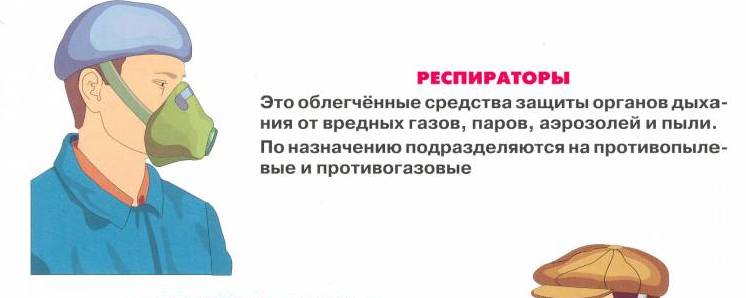 РЕСПИРАТОРЫ
Это облегчённые средства защиты органов дыха-
ния от вредных газов, паров, аэрозолей и пыли.
По назначению подразделяются на противопыле-
вые и противогазовые